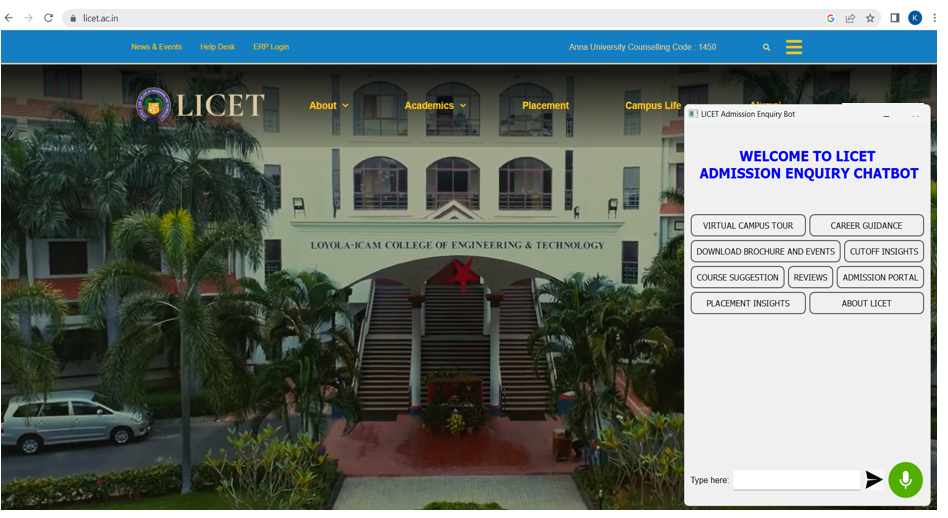 licet.ac.in
K
News & Events Help Desk ERP Login Anna University Counselling Code : 1450
LICET About Academics Placement Campus Life Alumni
LOYOLA-ICAM COLLEGE OF ENGINEERING & TECHNOLOGY
LICET Admission Enquiry Bot
WELCOME TO LICET
ADMISSION ENQUIRY CHATBOT
VIRTUAL CAMPUS TOUR CAREER GUIDANCE
DOWNLOAD BROCHURE AND EVENTS CUTOFF INSIGHTS
COURSE SUGGESTION REVIEWS ADMISSION PORTAL
PLACEMENT INSIGHTS ABOUT LICET
Type here: